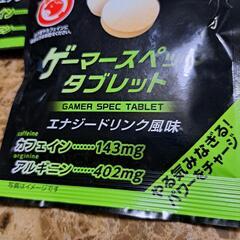 ゲーマースペッ
タブレット
GAMER SPEC TABLET
エナジードリンク風味
caffeine
カフェイン 143mg
arginine
アルギニン 402mg
※写真はイメージです
やる気みなぎる!
パワーをチャージ